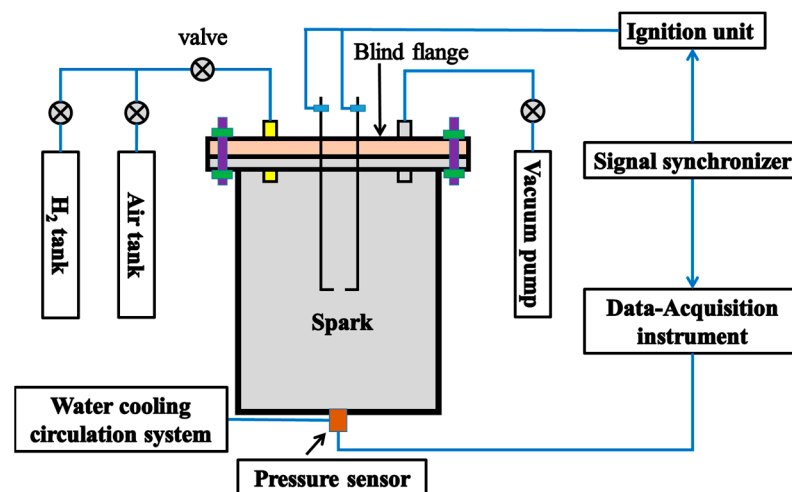 valve
Blind flange
Ignition unit
H₂ tank
Air tank
Vacuum pump
Signal synchronizer
Spark
Data-Acquisition
instrument
Water cooling
circulation system
Pressure sensor